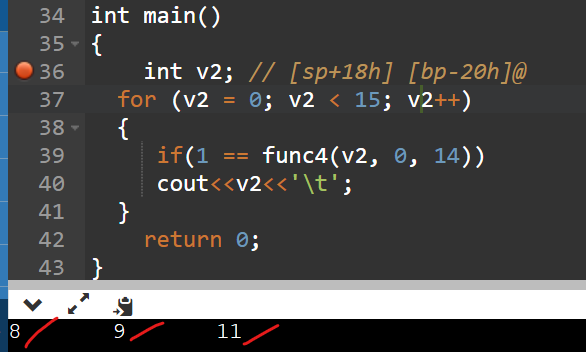 34 int main()
35 {
36 int v2; // [sp+18h] [bp-20h]@
37 for (v2 = 0; v2 < 15; v2++)
38 {
39 if(1 == func4(v2, 0, 14))
40 cout<<v2<<'\t';
41 }
42 return 0;
43 }
8 9 11